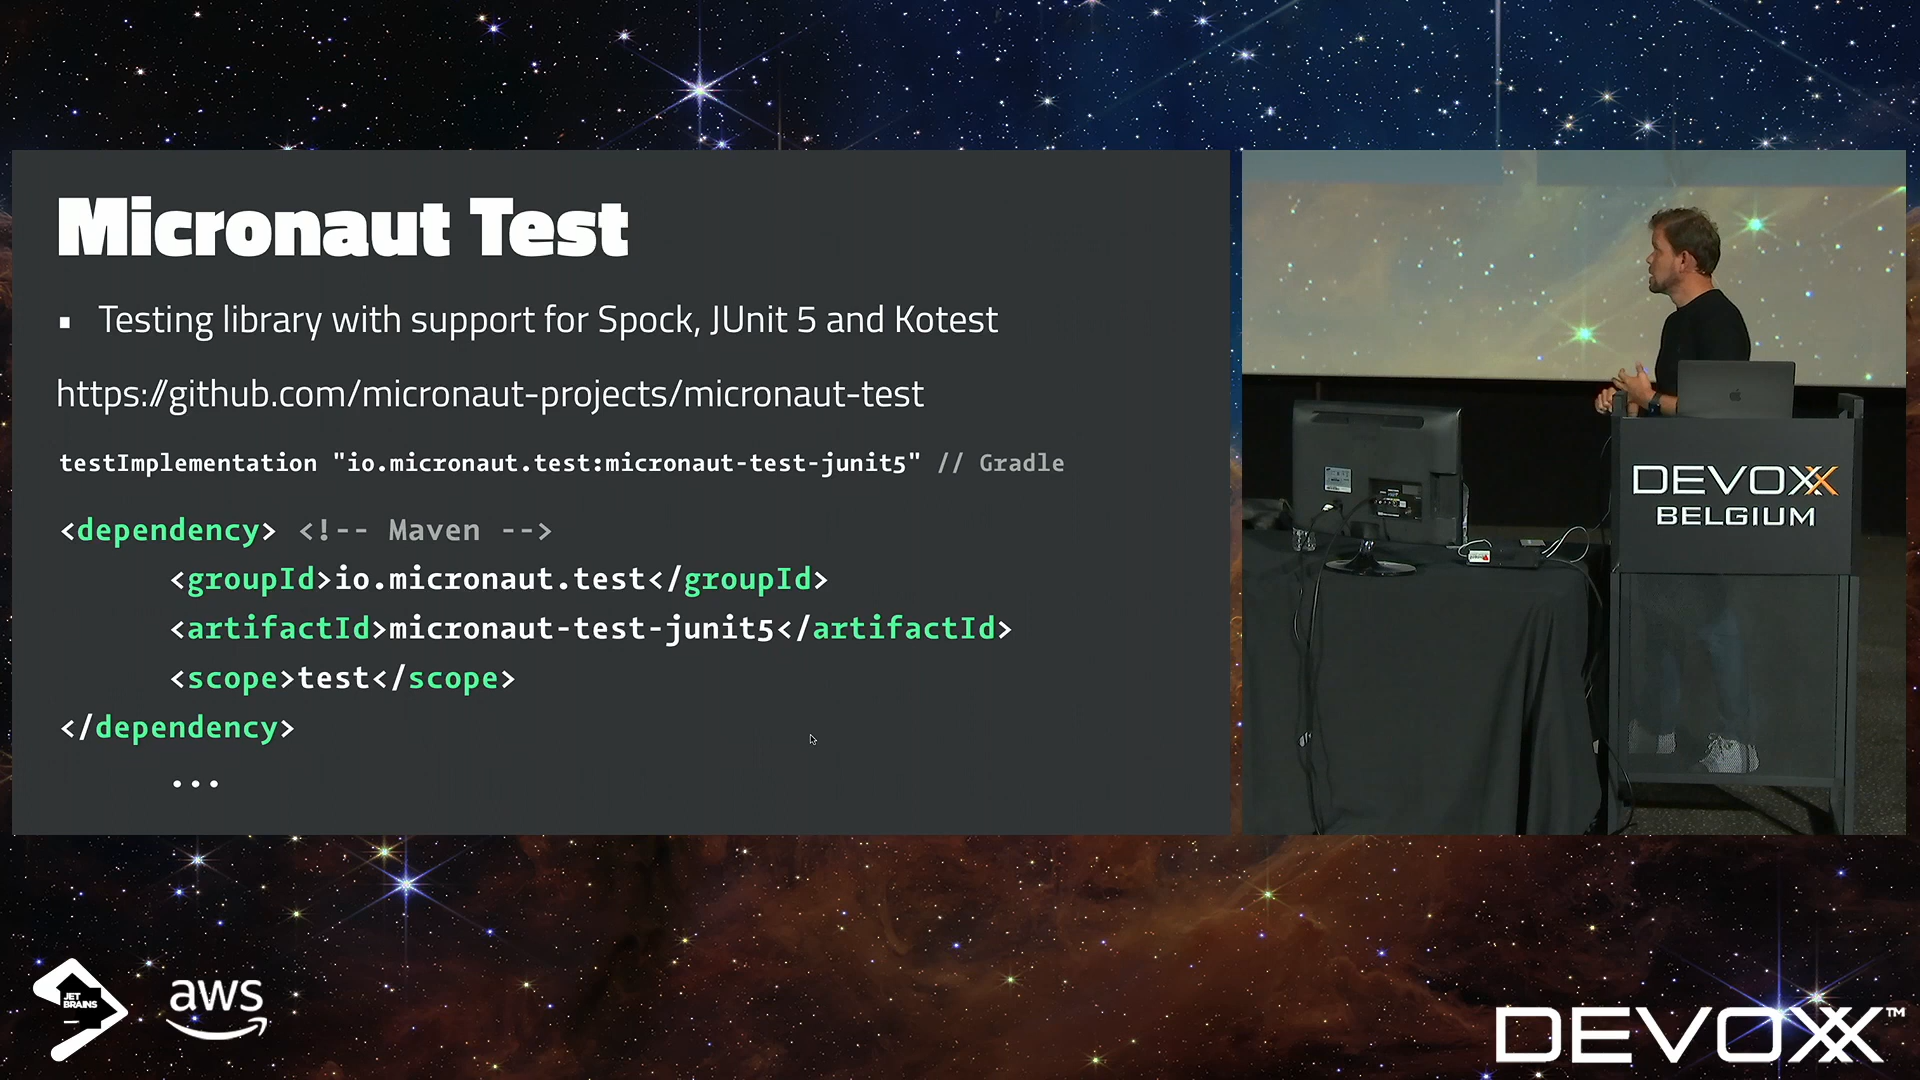 Micronaut Test
▪ Testing library with support for Spock, JUnit 5 and Kotest
https://github.com/micronaut-projects/micronaut-test
testImplementation "io.micronaut.test:micronaut-test-junit5" // Gradle
<dependency> <!-- Maven -->
<groupId>io.micronaut.test</groupId>
<artifactId>micronaut-test-junit5</artifactId>
<scope>test</scope>
</dependency>
...
DEVOXX
BELGIUM
JET
BRAINS
aws
DEVOXX™